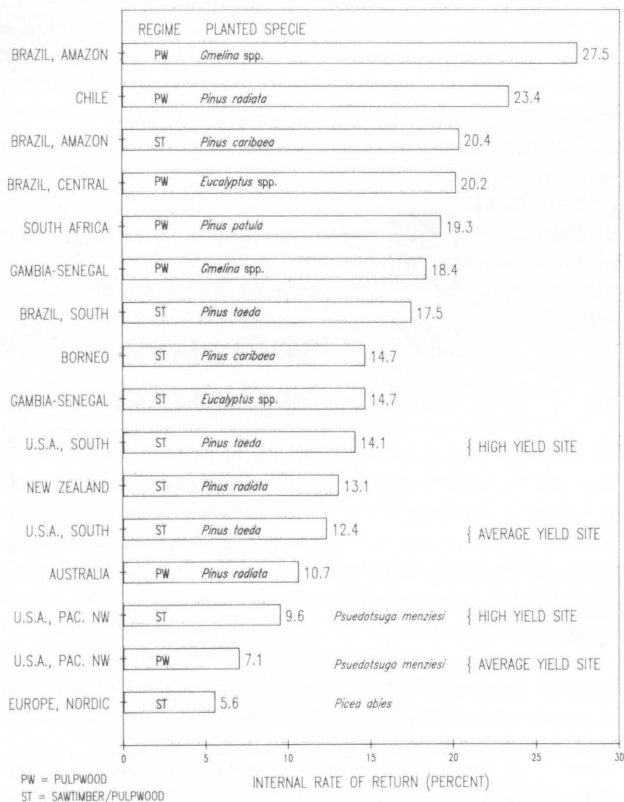 REGIME PLANTED SPECIE
BRAZIL, AMAZON PW Gmelina spp. 27.5
CHILE PW Pinus radiata 23.4
BRAZIL, AMAZON ST Pinus caribaea 20.4
BRAZIL, CENTRAL PW Eucalyptus spp. 20.2
SOUTH AFRICA PW Pinus patula 19.3
GAMBIA-SENEGAL PW Gmelina spp. 18.4
BRAZIL, SOUTH ST Pinus taeda 17.5
BORNEO ST Pinus caribaea 14.7
GAMBIA-SENEGAL ST Eucalyptus spp. 14.7
U.S.A., SOUTH ST Pinus taeda 14.1 { HIGH YIELD SITE
NEW ZEALAND ST Pinus radiata 13.1
U.S.A., SOUTH ST Pinus taeda 12.4 { AVERAGE YIELD SITE
AUSTRALIA PW Pinus radiata 10.7
U.S.A., PAC. NW ST 9.6 Psuedotsuga menziesi { HIGH YIELD SITE
U.S.A., PAC. NW PW 7.1 Psuedotsuga menziesi { AVERAGE YIELD SITE
EUROPE, NORDIC ST 5.6 Picea abies
0 5 10 15 20 25 30
INTERNAL RATE OF RETURN (PERCENT)
PW = PULPWOOD
ST = SAWTIMBER/PULPWOOD